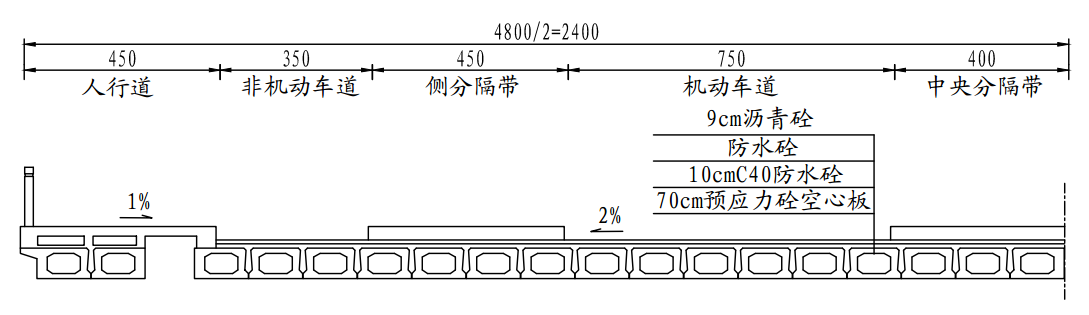 4800/2=2400
450 350 450 750 400
人行道 非机动车道 侧分隔带 机动车道 中央分隔带
9cm沥青砼
防水砼
10cmC40防水砼
70cm预应力砼空心板
1%
2%